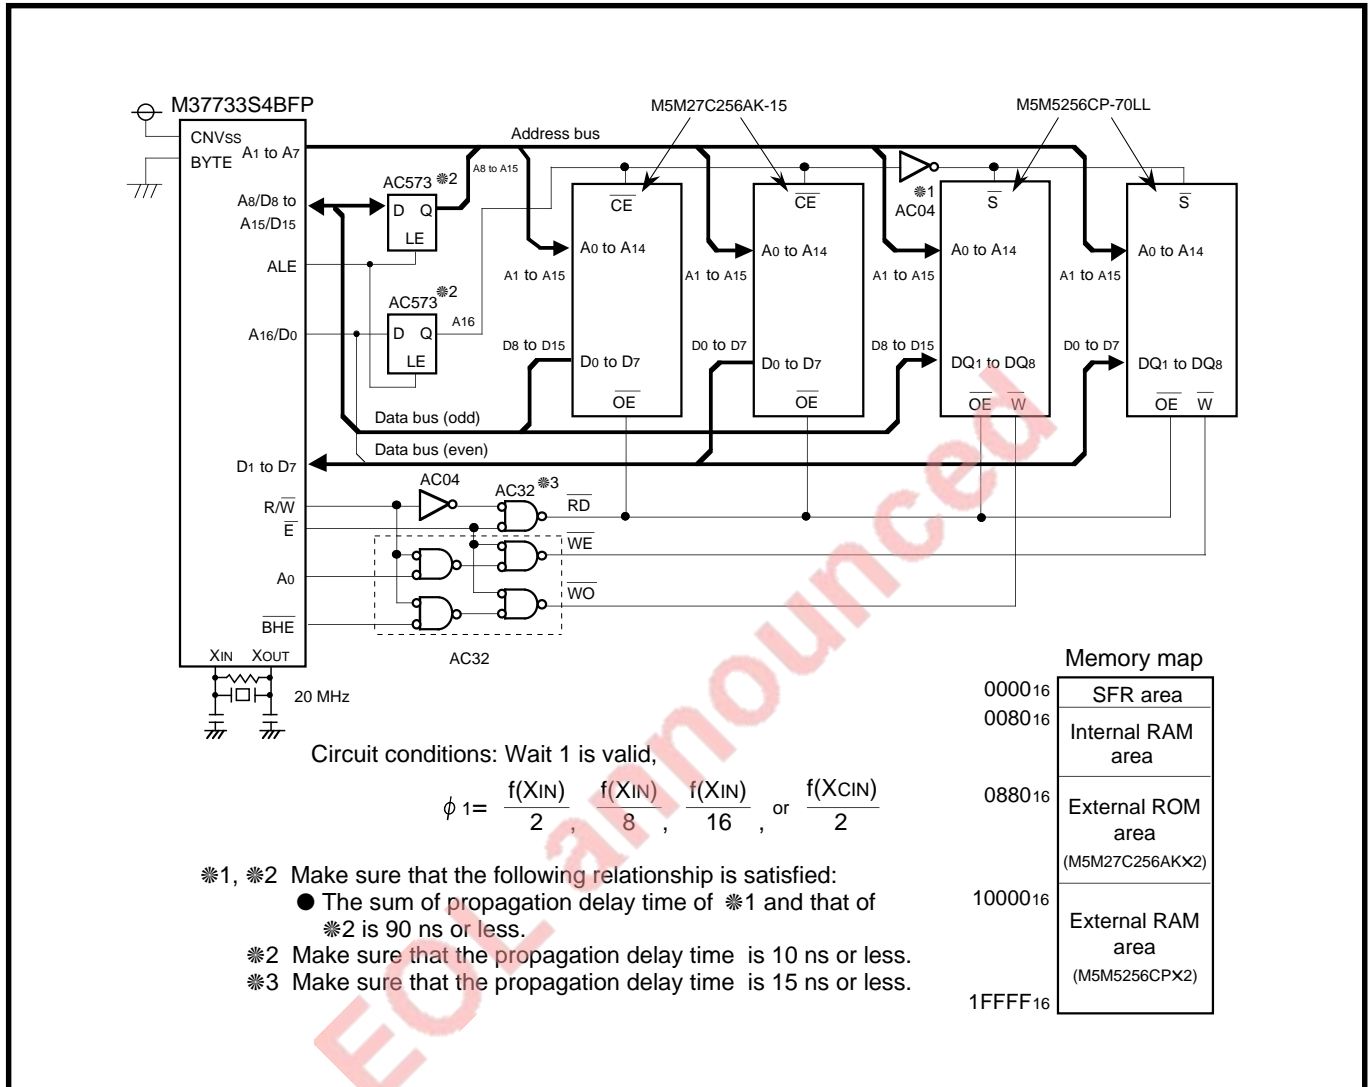 M37733S4BFP
M5M27C256AK-15
M5M5256CP-70LL
CNVSS
BYTE
A1 to A7
Address bus
A8 to A15
AC573 ※2
A8/D8 to
A15/D15
D Q
LE
ALE
AC573 ※2
A16/D0
D Q
A16
LE
CE
CE
※1
AC04
S
S
A0 to A14
A0 to A14
A0 to A14
A0 to A14
A1 to A15
A1 to A15
A1 to A15
A1 to A15
D8 to D15
D0 to D7
D8 to D15
D0 to D7
D0 to D7
D0 to D7
DQ1 to DQ8
DQ1 to DQ8
OE
OE
OE W
OE W
Data bus (odd)
Data bus (even)
D1 to D7
AC04
AC32 ※3
R/W
RD
E
WE
A0
WO
BHE
AC32
XIN XOUT
20 MHz
Memory map
000016
SFR area
008016
Internal RAM
area
088016
External ROM
area
(M5M27C256AK×2)
1000016
External RAM
area
(M5M5256CP×2)
1FFFF16
Circuit conditions: Wait 1 is valid,
ϕ 1= f(XIN)/2 , f(XIN)/8 , f(XIN)/16 , or f(XCIN)/2
※1, ※2 Make sure that the following relationship is satisfied:
● The sum of propagation delay time of ※1 and that of
※2 is 90 ns or less.
※2 Make sure that the propagation delay time is 10 ns or less.
※3 Make sure that the propagation delay time is 15 ns or less.
EOL announced